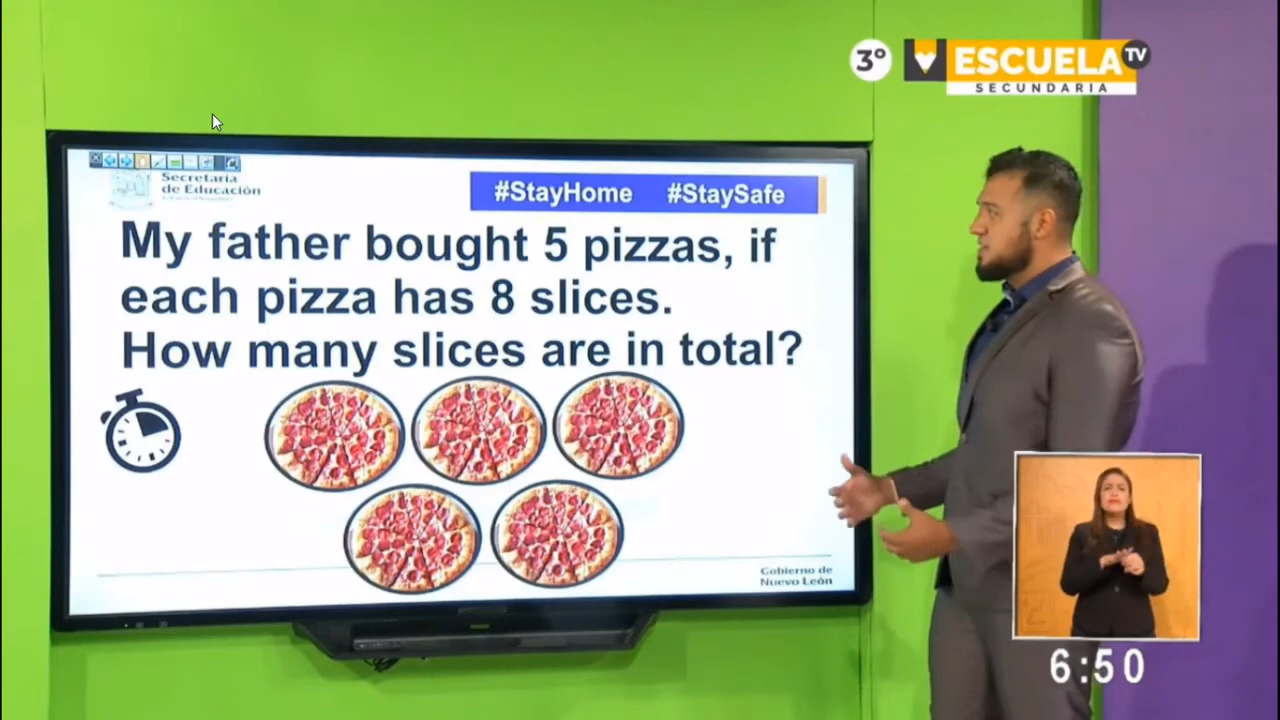 3º
ESCUELA TV
SECUNDARIA
Secretaría
de Educación
#StayHome #StaySafe
My father bought 5 pizzas, if
each pizza has 8 slices.
How many slices are in total?
Gobierno de
Nuevo León
6:50